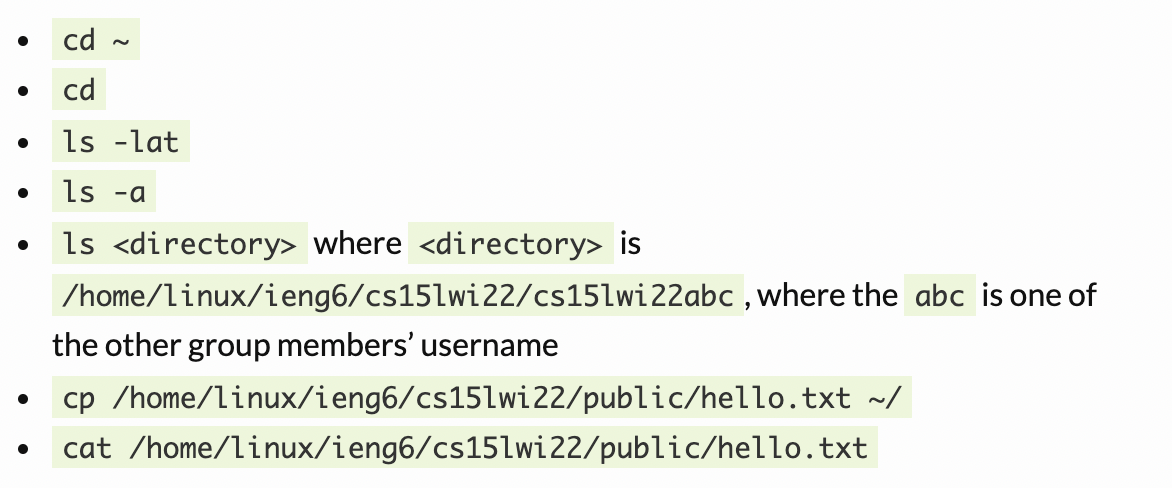 • cd ~
• cd
• ls -lat
• ls -a
• ls <directory> where <directory> is
/home/linux/ieng6/cs15lwi22/cs15lwi22abc, where the abc is one of
the other group members’ username
• cp /home/linux/ieng6/cs15lwi22/public/hello.txt ~/
• cat /home/linux/ieng6/cs15lwi22/public/hello.txt